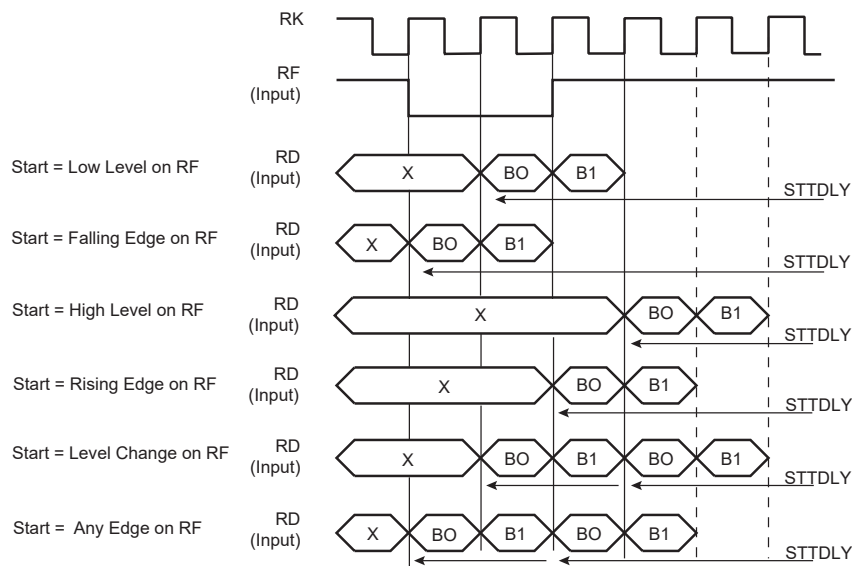 RK
RF
(Input)
Start = Low Level on RF
RD
(Input)
X
BO
B1
STTDLY
Start = Falling Edge on RF
RD
(Input)
X
BO
B1
STTDLY
Start = High Level on RF
RD
(Input)
X
BO
B1
STTDLY
Start = Rising Edge on RF
RD
(Input)
X
BO
B1
STTDLY
Start = Level Change on RF
RD
(Input)
X
BO
B1
BO
B1
STTDLY
Start = Any Edge on RF
RD
(Input)
X
BO
B1
BO
B1
STTDLY